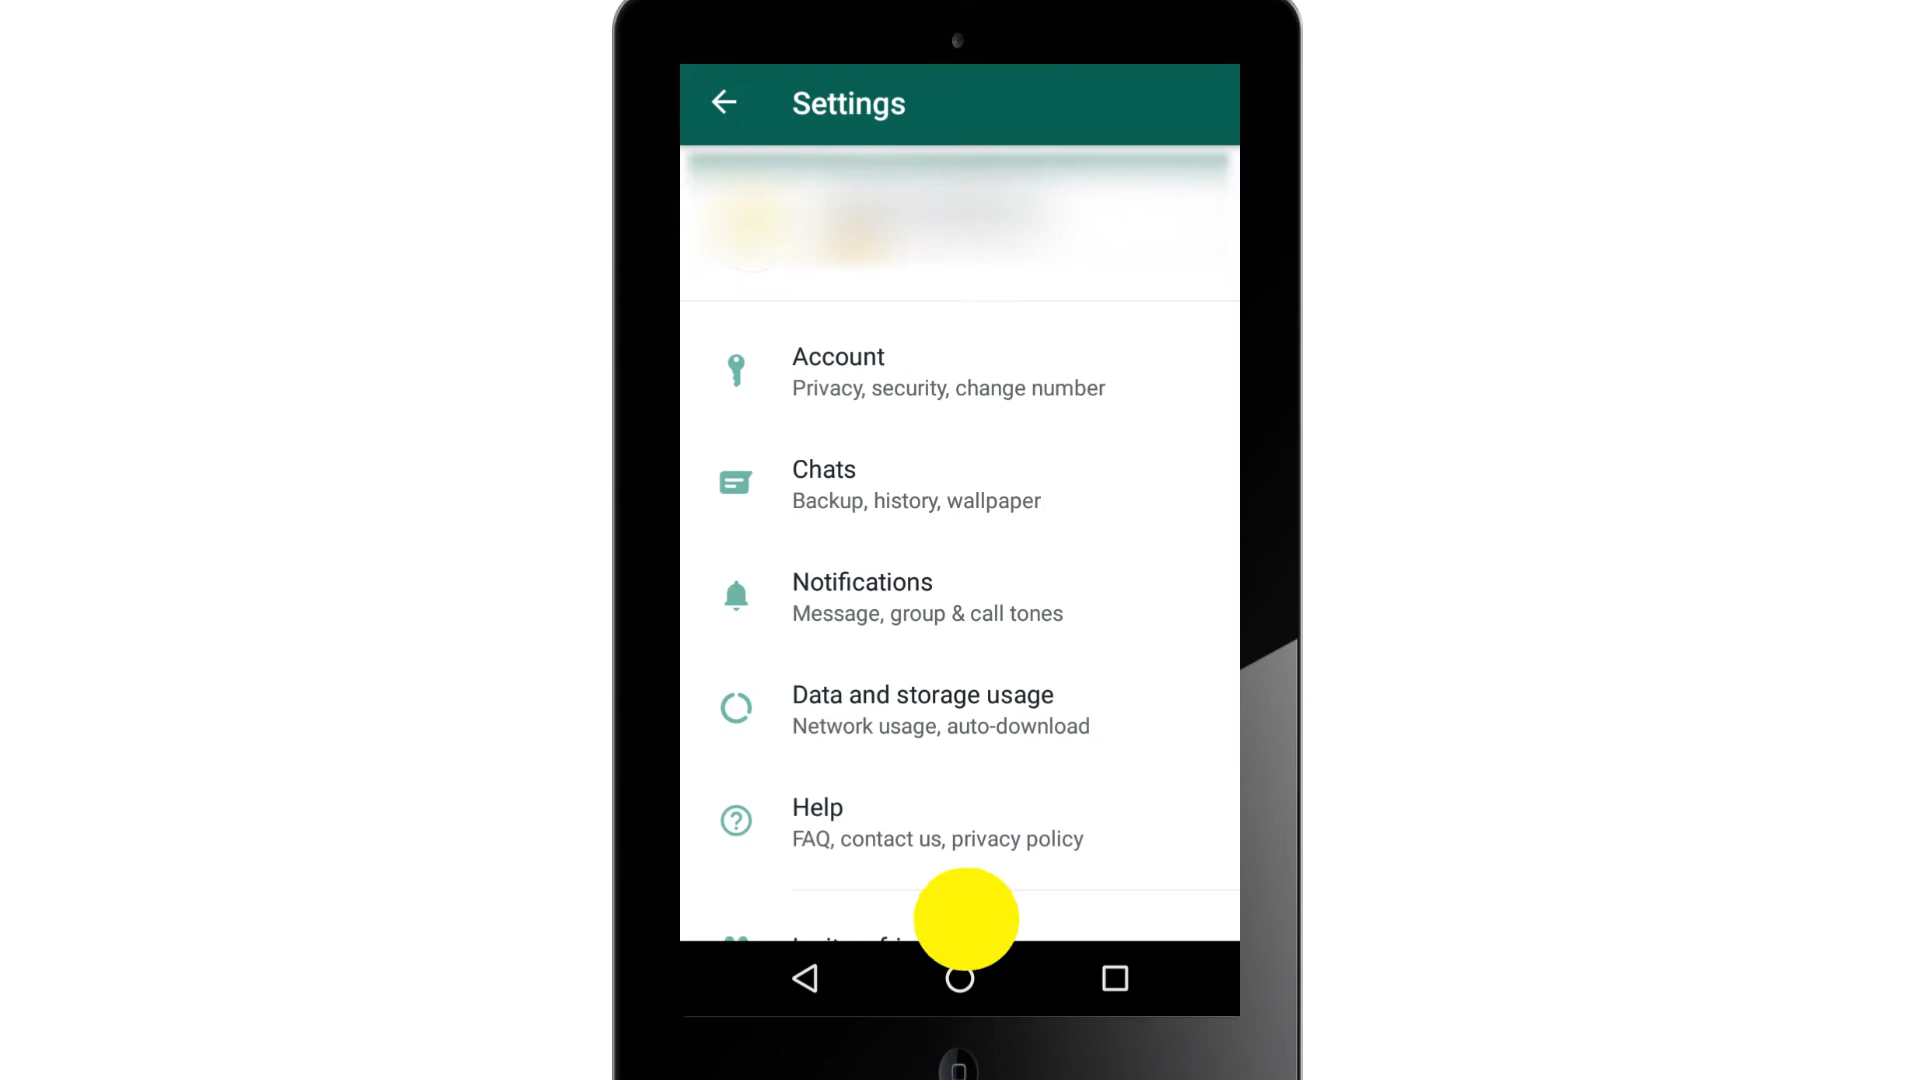 Settings
Account
Privacy, security, change number
Chats
Backup, history, wallpaper
Notifications
Message, group & call tones
Data and storage usage
Network usage, auto-download
Help
FAQ, contact us, privacy policy